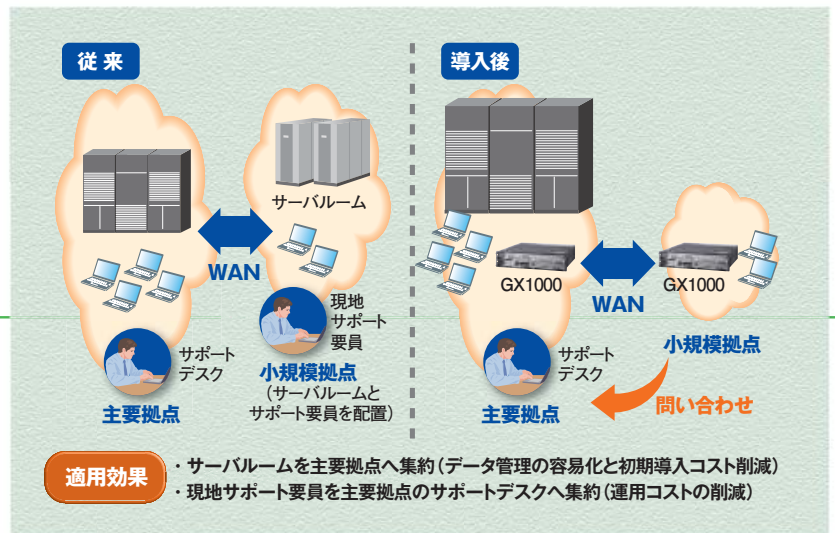 従来
サーバルーム
WAN
現地
サポート
要員
サポート
デスク
主要拠点
小規模拠点
(サーバルームと
サポート要員を配置)
導入後
GX1000
WAN
GX1000
サポート
デスク
主要拠点
小規模拠点
問い合わせ
適用効果
・サーバルームを主要拠点へ集約(データ管理の容易化と初期導入コスト削減)
・現地サポート要員を主要拠点のサポートデスクへ集約(運用コストの削減)